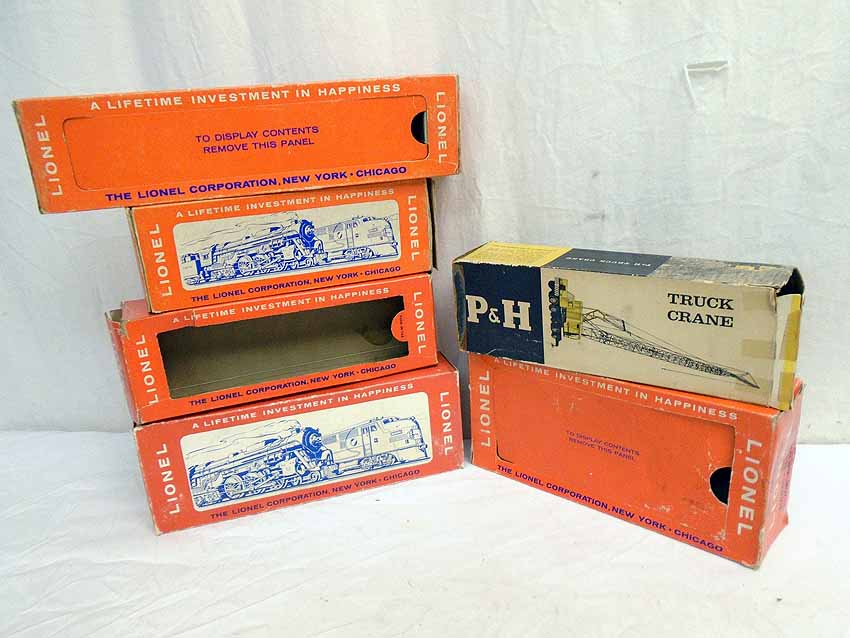 A LIFETIME INVESTMENT IN HAPPINESS
LIONEL
TO DISPLAY CONTENTS
REMOVE THIS PANEL
LIONEL
THE LIONEL CORPORATION, NEW YORK • CHICAGO
A LIFETIME INVESTMENT IN HAPPINESS
LIONEL
LIONEL
THE LIONEL CORPORATION, NEW YORK • CHICAGO
A LIFETIME INVESTMENT IN HAPPINESS
LIONEL
LIONEL
THE LIONEL CORPORATION, NEW YORK • CHICAGO
A LIFETIME INVESTMENT IN HAPPINESS
LIONEL
LIONEL
THE LIONEL CORPORATION, NEW YORK • CHICAGO
P&H TRUCK CRANE
P&H
TRUCK
CRANE
A LIFETIME INVESTMENT IN HAPPINESS
LIONEL
TO DISPLAY CONTENTS
REMOVE THIS PANEL
LIONEL
THE LIONEL CORPORATION, NEW YORK • CHICAGO